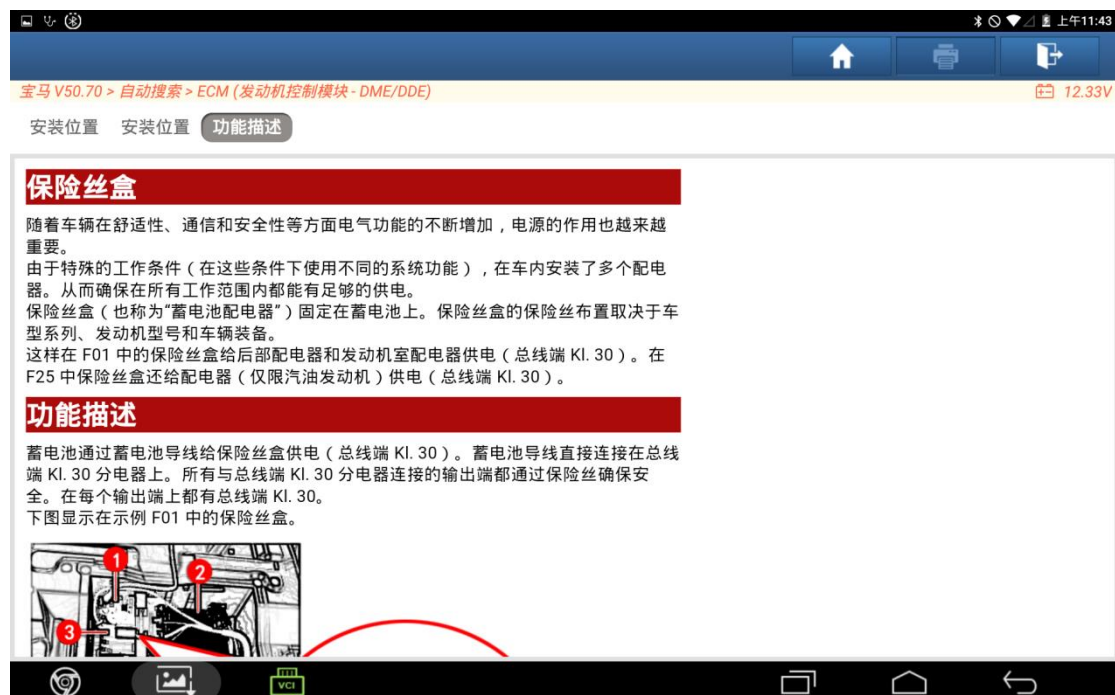 上午11:43
宝马 V50.70 > 自动搜索 > ECM (发动机控制模块 - DME/DDE)
12.33V
安装位置 安装位置 功能描述
保险丝盒
随着车辆在舒适性、通信和安全性等方面电气功能的不断增加，电源的作用也越来越
重要。
由于特殊的工作条件（在这些条件下使用不同的系统功能），在车内安装了多个配电
器。从而确保在所有工作范围内都能有足够的供电。
保险丝盒（也称为“蓄电池配电器”）固定在蓄电池上。保险丝盒的保险丝布置取决于车
型系列、发动机型号和车辆装备。
这样在 F01 中的保险丝盒给后部配电器和发动机室配电器供电（总线端 Kl. 30）。在
F25 中保险丝盒还给配电器（仅限汽油发动机）供电（总线端 Kl. 30）。
功能描述
蓄电池通过蓄电池导线给保险丝盒供电（总线端 Kl. 30）。蓄电池导线直接连接在总线
端 Kl. 30 分电器上。所有与总线端 Kl. 30 分电器连接的输出端都通过保险丝确保安
全。在每个输出端上都有总线端 Kl. 30。
下图显示在示例 F01 中的保险丝盒。
1
2
3
VCI